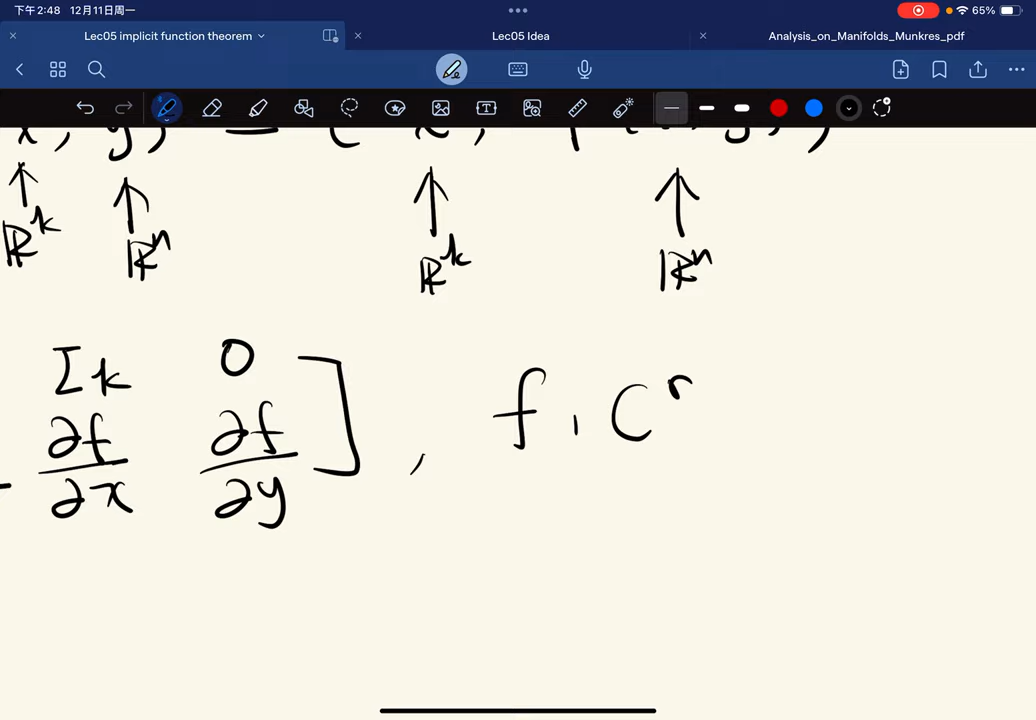 下午2:48 12月11日周一
65%
Lec05 implicit function theorem
Lec05 Idea
Analysis_on_Manifolds_Munkres_pdf
x, y) = ( x, f(x, y) )
↑ ↑ ↑ ↑
ℝᵏ ℝⁿ ℝᵏ ℝⁿ
Iₖ 0
∂f/∂x ∂f/∂y ] , f, Cʳ